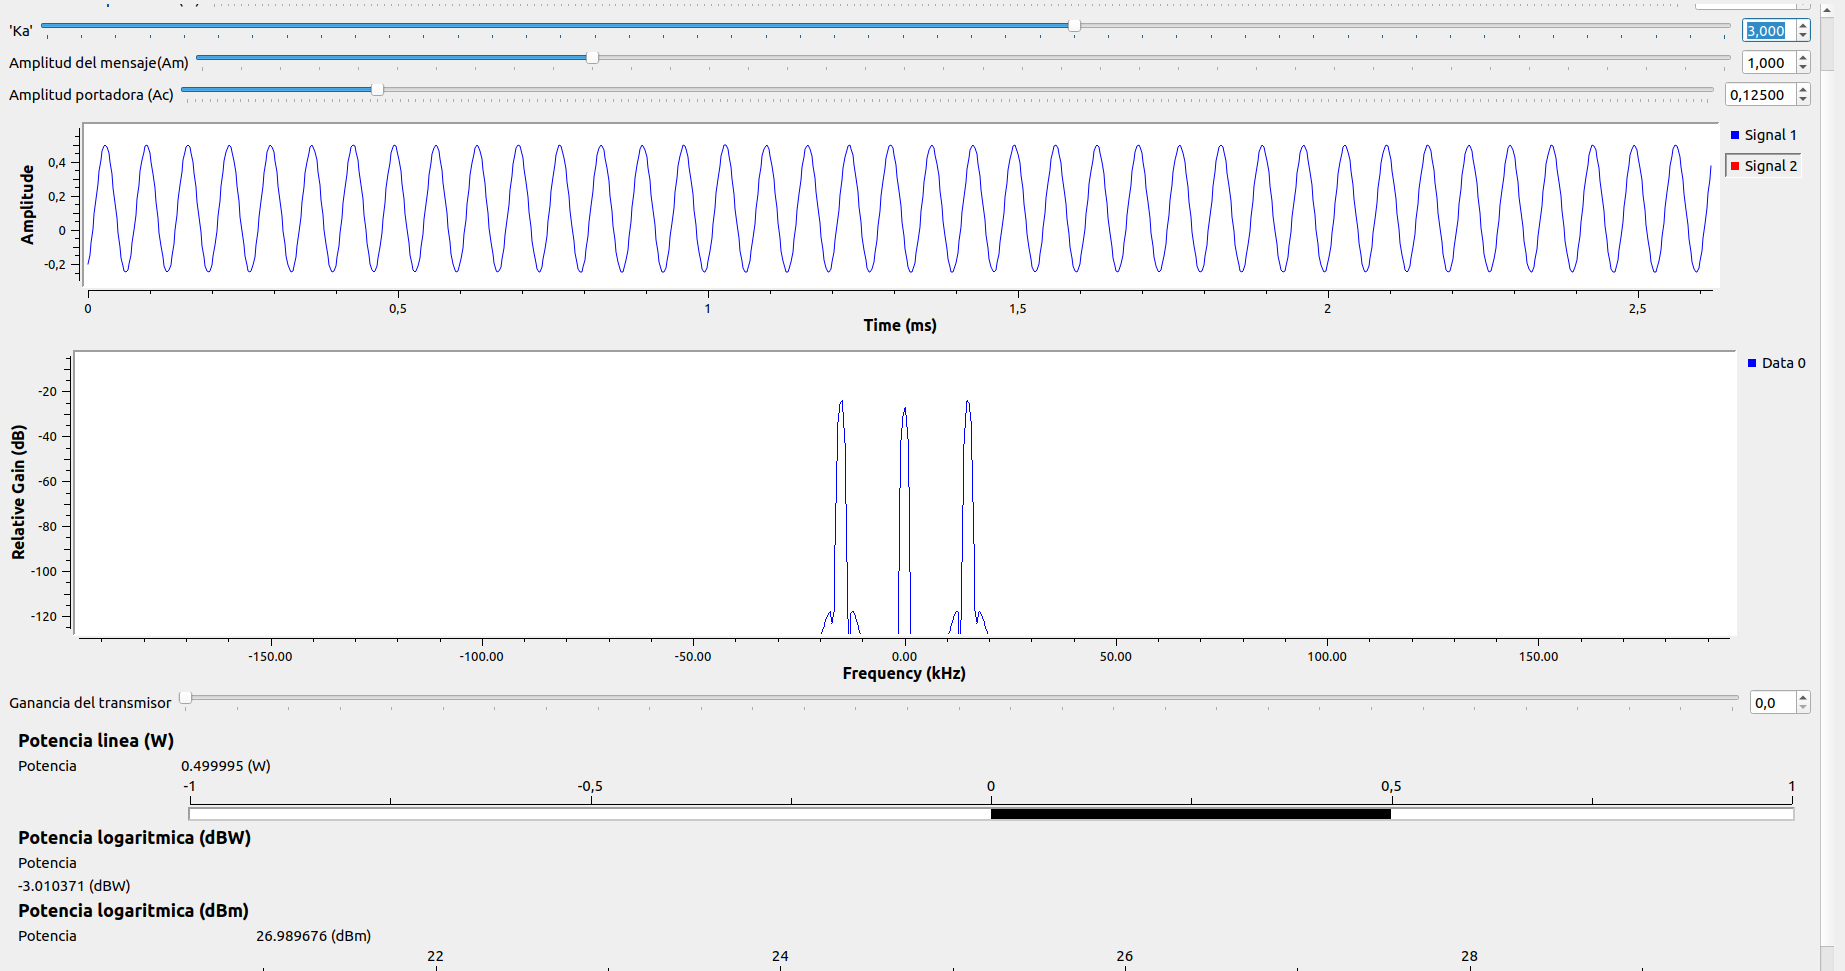 'Ka' 3,000
Amplitud del mensaje(Am) 1,000
Amplitud portadora (Ac) 0,12500
Signal 1
Signal 2
Amplitude
0,4
0,2
0
-0,2
0 0,5 1 1,5 2 2,5
Time (ms)
Data 0
Relative Gain (dB)
-20
-40
-60
-80
-100
-120
-150.00 -100.00 -50.00 0.00 50.00 100.00 150.00
Frequency (kHz)
Ganancia del transmisor 0,0
Potencia linea (W)
Potencia 0.499995 (W)
-1 -0,5 0 0,5 1
Potencia logaritmica (dBW)
Potencia
-3.010371 (dBW)
Potencia logaritmica (dBm)
Potencia 26.989676 (dBm)
22 24 26 28